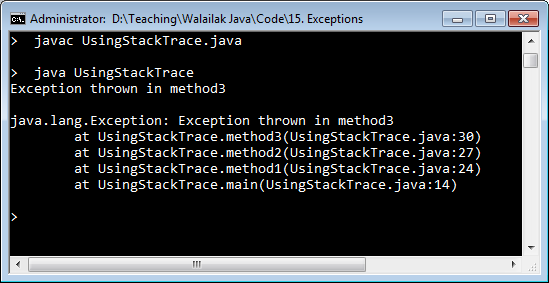 Administrator: D:\Teaching\Walailak Java\Code\15. Exceptions
> javac UsingStackTrace.java
> java UsingStackTrace
Exception thrown in method3
java.lang.Exception: Exception thrown in method3
at UsingStackTrace.method3(UsingStackTrace.java:30)
at UsingStackTrace.method2(UsingStackTrace.java:27)
at UsingStackTrace.method1(UsingStackTrace.java:24)
at UsingStackTrace.main(UsingStackTrace.java:14)
>